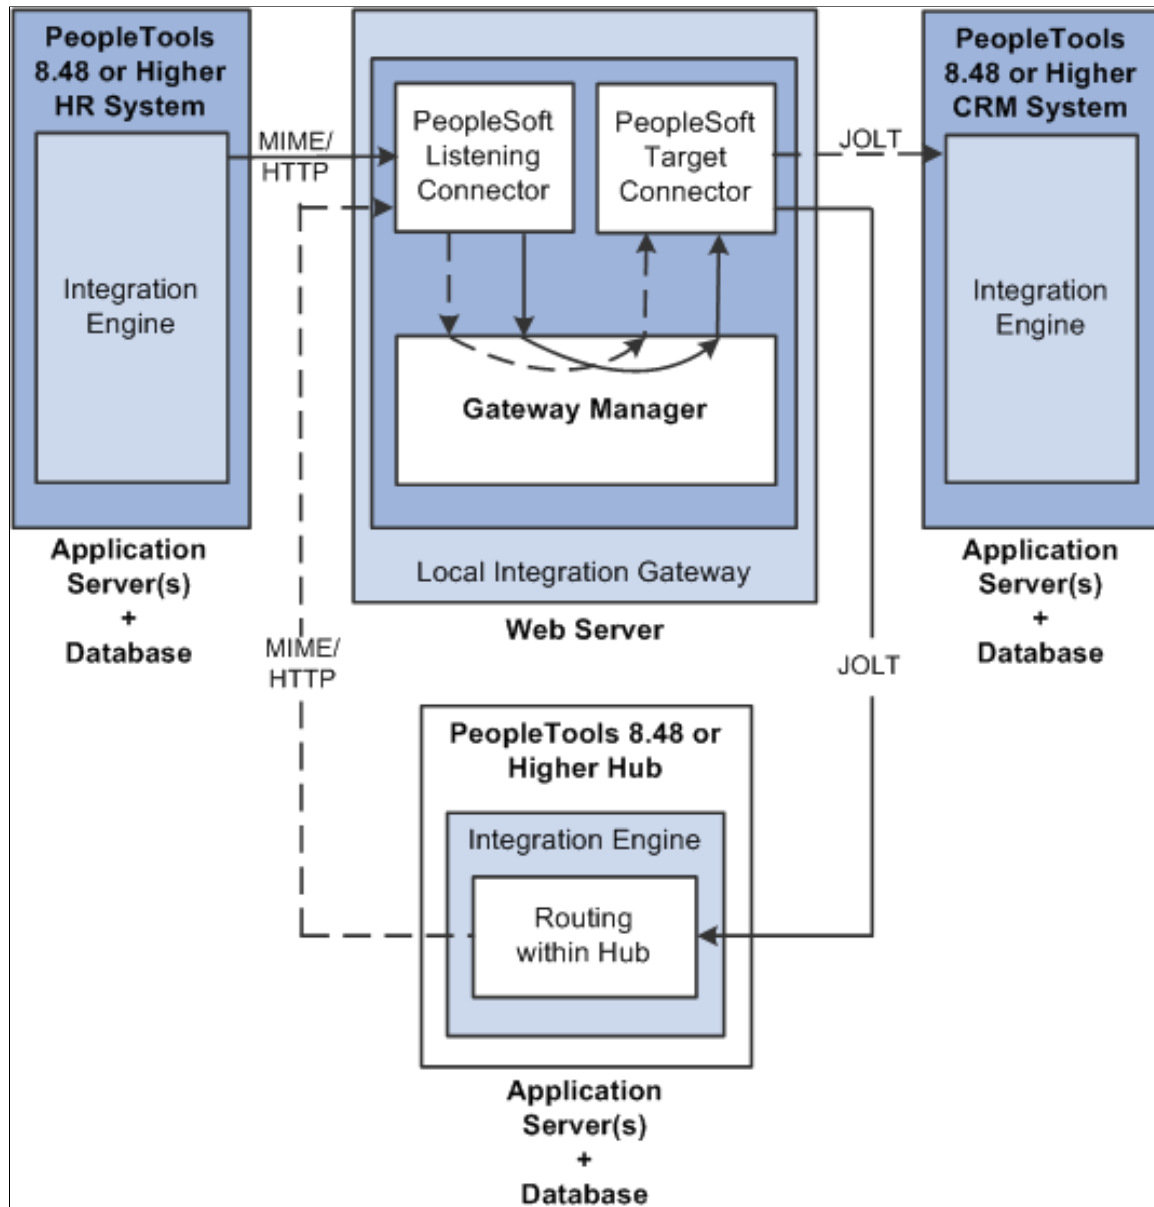 PeopleTools
8.48 or Higher
HR System
Integration
Engine
Application
Server(s)
+
Database
MIME/
HTTP
PeopleSoft
Listening
Connector
PeopleSoft
Target
Connector
Gateway Manager
Local Integration Gateway
Web Server
JOLT
PeopleTools
8.48 or Higher
CRM System
Integration
Engine
Application
Server(s)
+
Database
MIME/
HTTP
JOLT
PeopleTools 8.48 or
Higher Hub
Integration Engine
Routing
within Hub
Application
Server(s)
+
Database